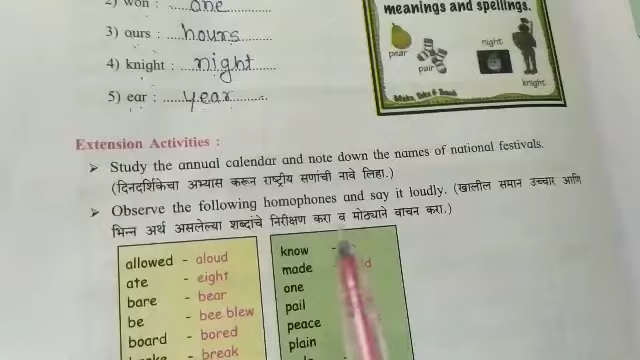 2) won : one
3) ours : hours
4) knight : night
5) ear : year
meanings and spellings.
pear
pair
night
knight
Extension Activities :
➤ Study the annual calendar and note down the names of national festivals.
(दिनदर्शिकेचा अभ्यास करून राष्ट्रीय सणांची नावे लिहा.)
➤ Observe the following homophones and say it loudly. (खालील समान उच्चार आणि
भिन्न अर्थ असलेल्या शब्दांचे निरीक्षण करा व मोठ्याने वाचन करा.)
allowed - aloud
ate - eight
bare - bear
be - bee blew
board - bored
- break
know -
made
one
pail
peace
plain